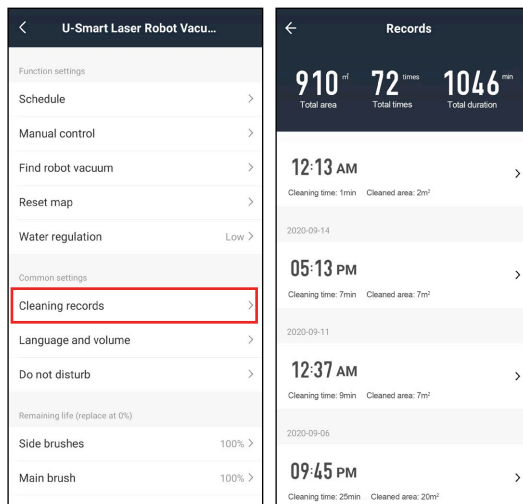 U-Smart Laser Robot Vacu...
Function settings
Schedule
Manual control
Find robot vacuum
Reset map
Water regulation Low
Common settings
Cleaning records
Language and volume
Do not disturb
Remaining life (replace at 0%)
Side brushes 100%
Main brush 100%
Records
910 ㎡ 72 times 1046 min
Total area Total times Total duration
12:13 AM
Cleaning time: 1min Cleaned area: 2m²
2020-09-14
05:13 PM
Cleaning time: 7min Cleaned area: 7m²
2020-09-11
12:37 AM
Cleaning time: 9min Cleaned area: 7m²
2020-09-06
09:45 PM
Cleaning time: 25min Cleaned area: 20m²